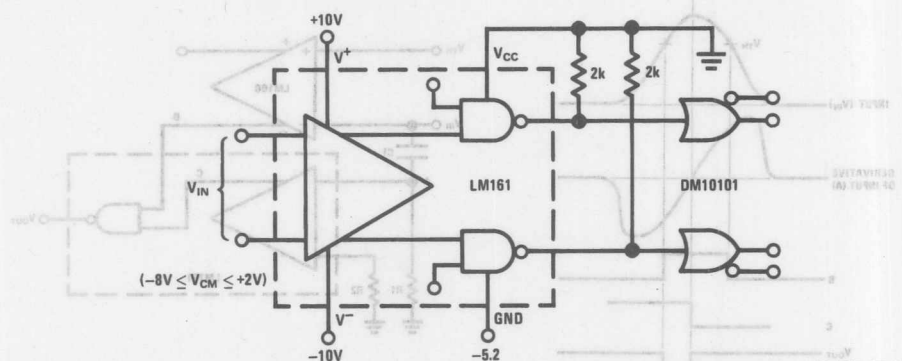 +10V
V+
VCC
2k
2k
VIN
LM161
DM10101
(–8V ≤ VCM ≤ +2V)
V–
GND
–10V
–5.2